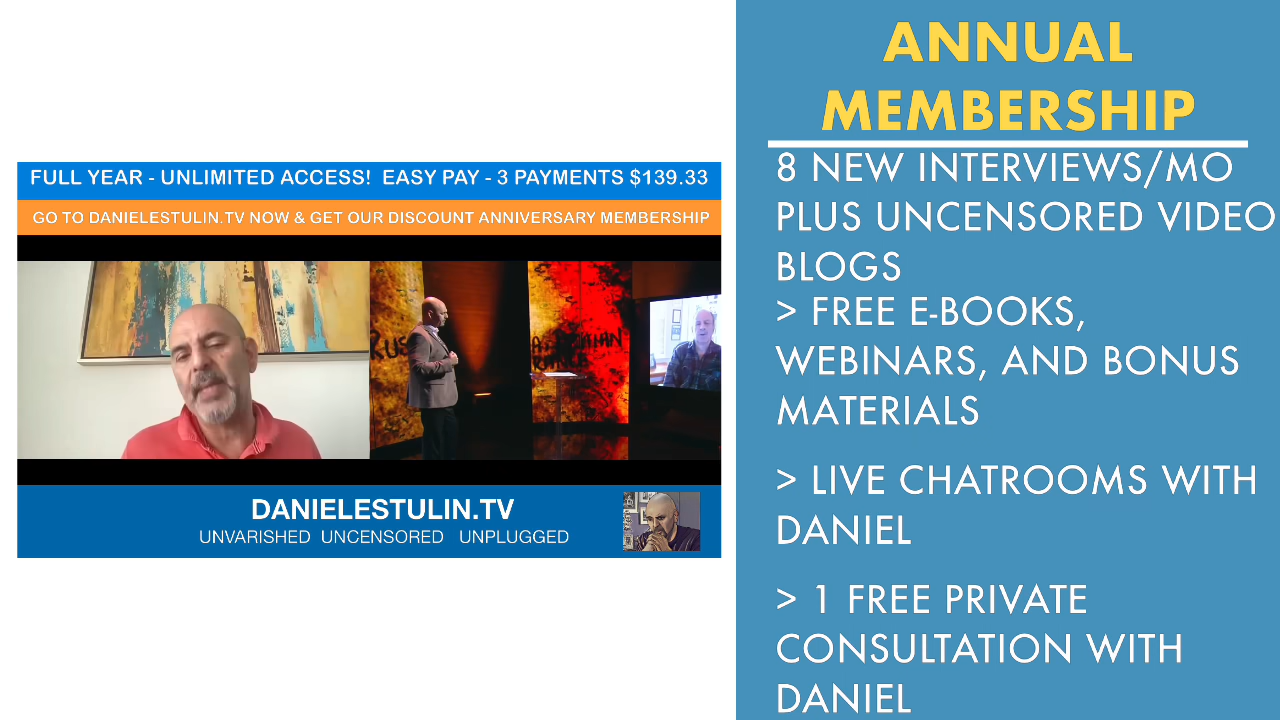 FULL YEAR - UNLIMITED ACCESS! EASY PAY - 3 PAYMENTS $139.33
GO TO DANIELESTULIN.TV NOW & GET OUR DISCOUNT ANNIVERSARY MEMBERSHIP
DANIELESTULIN.TV
UNVARISHED UNCENSORED UNPLUGGED
ANNUAL
MEMBERSHIP
8 NEW INTERVIEWS/MO
PLUS UNCENSORED VIDEO
BLOGS
> FREE E-BOOKS,
WEBINARS, AND BONUS
MATERIALS
> LIVE CHATROOMS WITH
DANIEL
> 1 FREE PRIVATE
CONSULTATION WITH
DANIEL